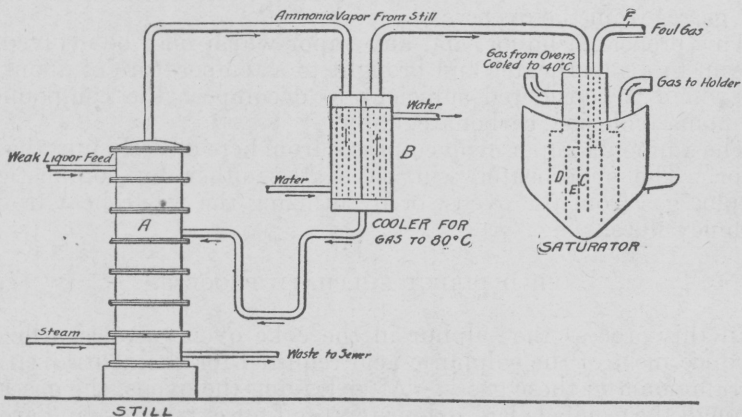 Ammonia Vapor From Still
F
Foul Gas
Gas from Ovens
Cooled to 40°C
Gas to Holder
Water
Weak Liquor Feed
B
Water
A
D
E
C
COOLER FOR
GAS TO 80°C
SATURATOR
Steam
Waste to Sewer
STILL